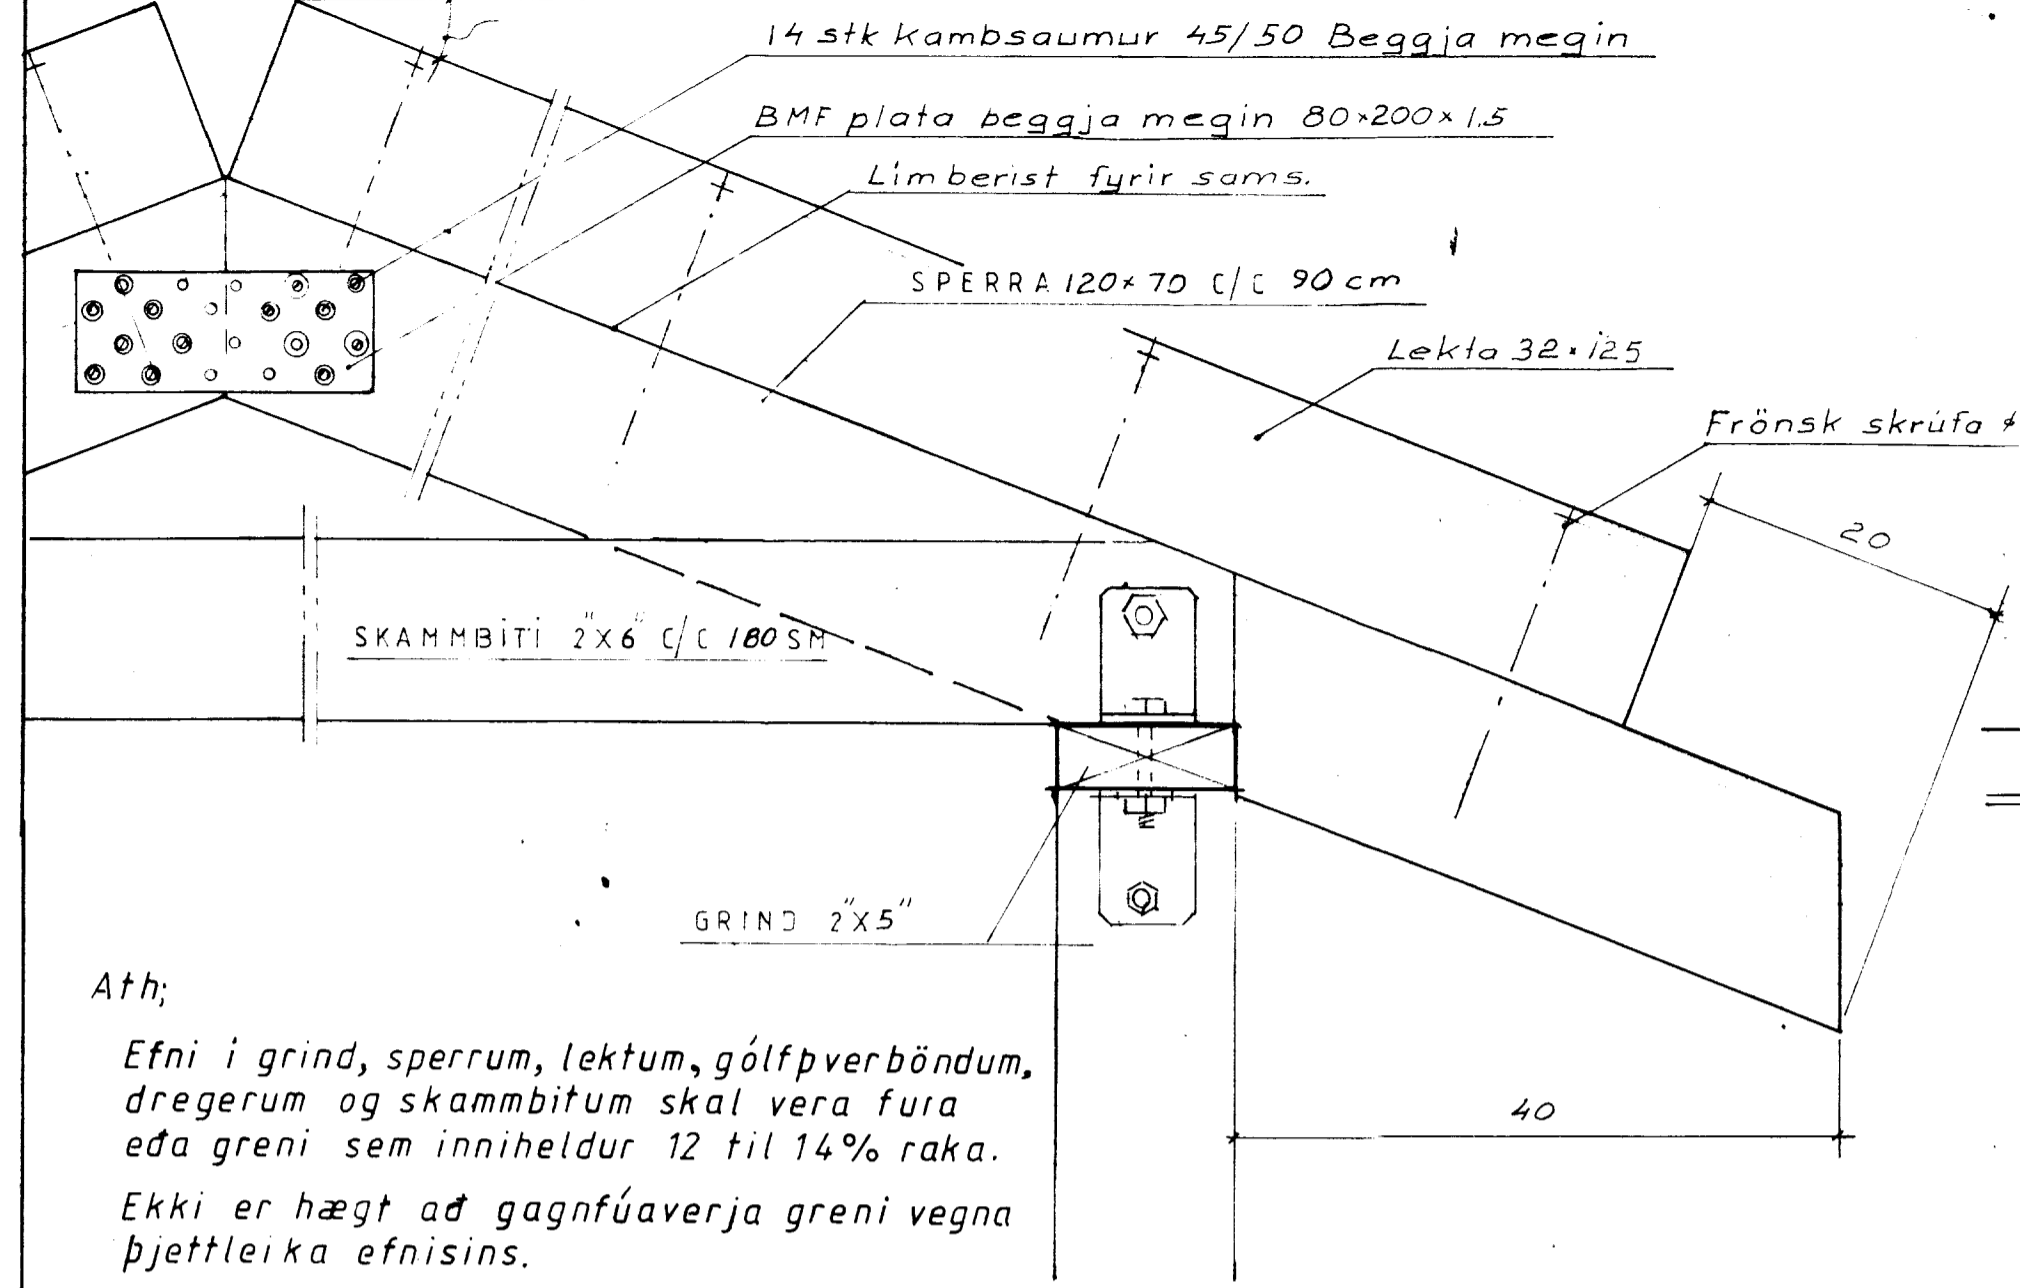 14 stk kambsaumur 45/50 Beggja megin
BMF plata beggja megin 80×200×1.5
Límberist fyrir sams.
SPERRA 120×70 C/C 90 cm
Lekta 32×125
Frönsk skrúfa ø
20
SKAMMBITI 2"X6" C/C 180 SM
GRIND 2"X5"
40
Ath;
Efni í grind, sperrum, lektum, gólfþverböndum,
dregerum og skammbitum skal vera fura
eða greni sem inniheldur 12 til 14% raka.
Ekki er hægt að gagnfúaverja greni vegna
þjettleika efnisins.